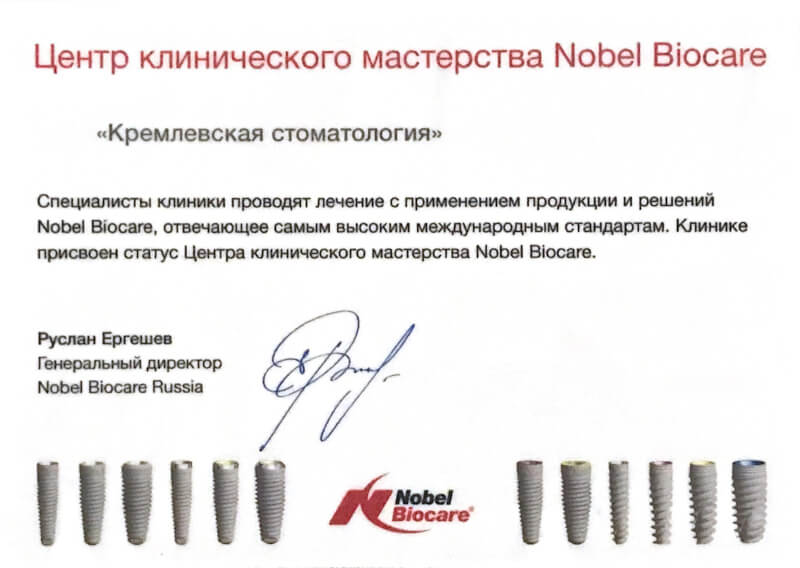 Центр клинического мастерства Nobel Biocare
«Кремлевская стоматология»
Специалисты клиники проводят лечение с применением продукции и решений
Nobel Biocare, отвечающее самым высоким международным стандартам. Клинике
присвоен статус Центра клинического мастерства Nobel Biocare.
Руслан Ергешев
Генеральный директор
Nobel Biocare Russia
Nobel
Biocare®